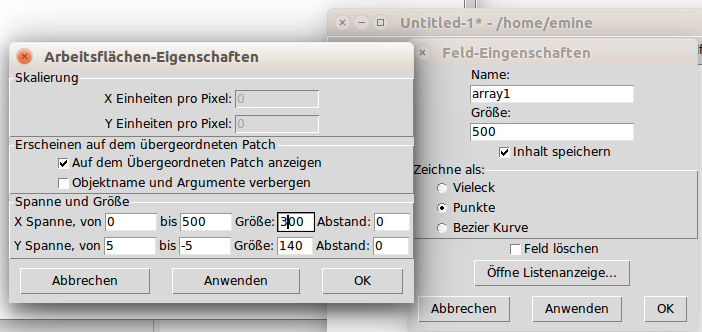 Untitled-1* - /home/emine
Arbeitsflächen-Eigenschaften
Skalierung
X Einheiten pro Pixel: 0
Y Einheiten pro Pixel: 0
Erscheinen auf dem übergeordneten Patch
Auf dem Übergeordneten Patch anzeigen
Objektname und Argumente verbergen
Spanne und Größe
X Spanne, von 0 bis 500 Größe: 300 Abstand: 0
Y Spanne, von 5 bis -5 Größe: 140 Abstand: 0
Abbrechen Anwenden OK
Feld-Eingenschaften
Name:
array1
Größe:
500
Inhalt speichern
Zeichne als:
Vieleck
Punkte
Bezier Kurve
Feld löschen
Öffne Listenanzeige...
Abbrechen Anwenden OK